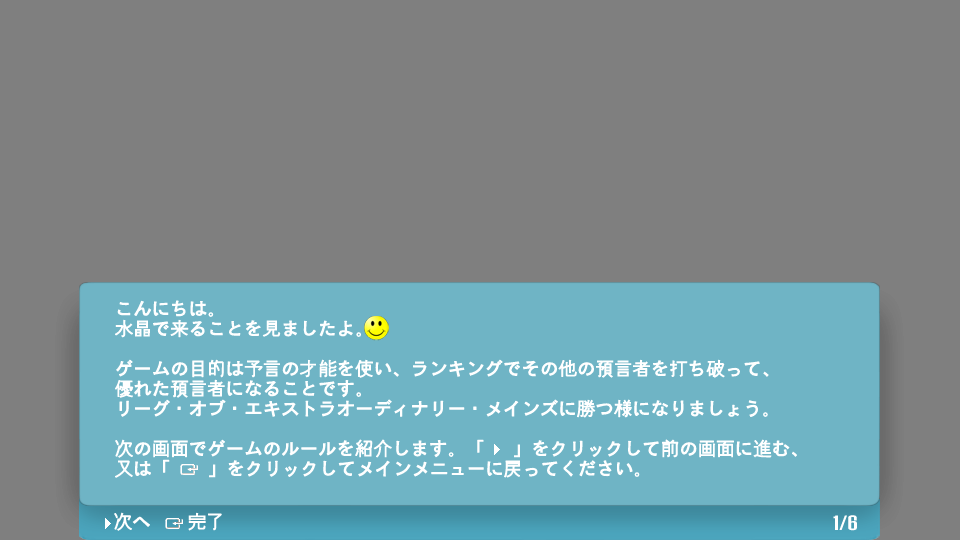 こんにちは。
水晶で来ることを見ましたよ。
ゲームの目的は予言の才能を使い、ランキングでその他の預言者を打ち破って、
優れた預言者になることです。
リーグ・オブ・エキストラオーディナリー・メインズに勝つ様になりましょう。
次の画面でゲームのルールを紹介します。「 」をクリックして前の画面に進む、
又は「 」をクリックしてメインメニューに戻ってください。
次へ 完了 1/6